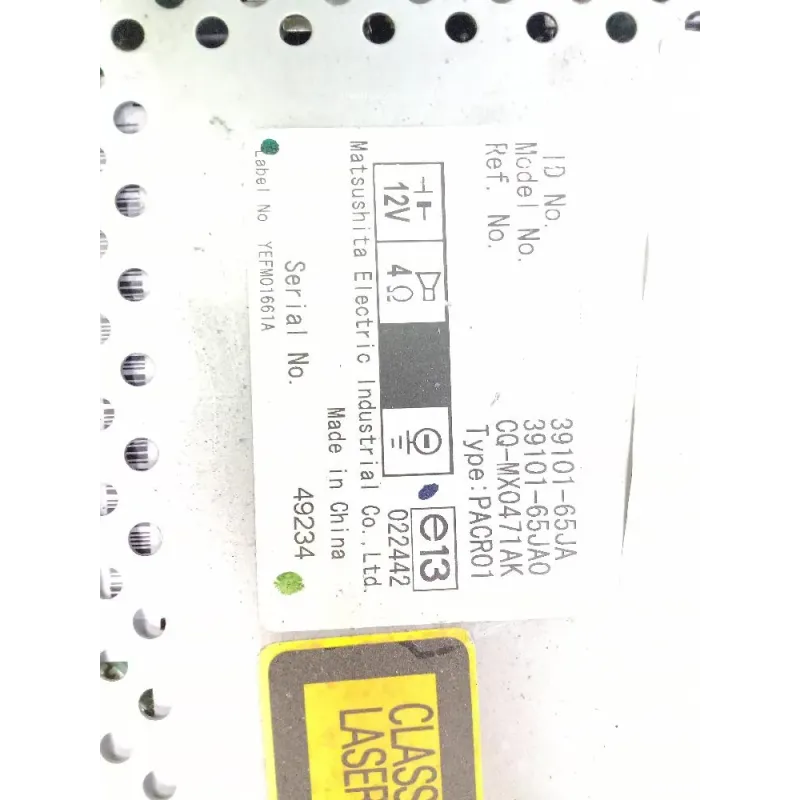 ID No. 39101-65JA
Model No. 39101-65JA0
Ref. No. CQ-MX0471AK
Type:PACR01
12V 4Ω e13
022442
Matsushita Electric Industrial Co.,Ltd.
Made in China
Serial No. 49234
Label No YEFM01661A
CLASS
LASER